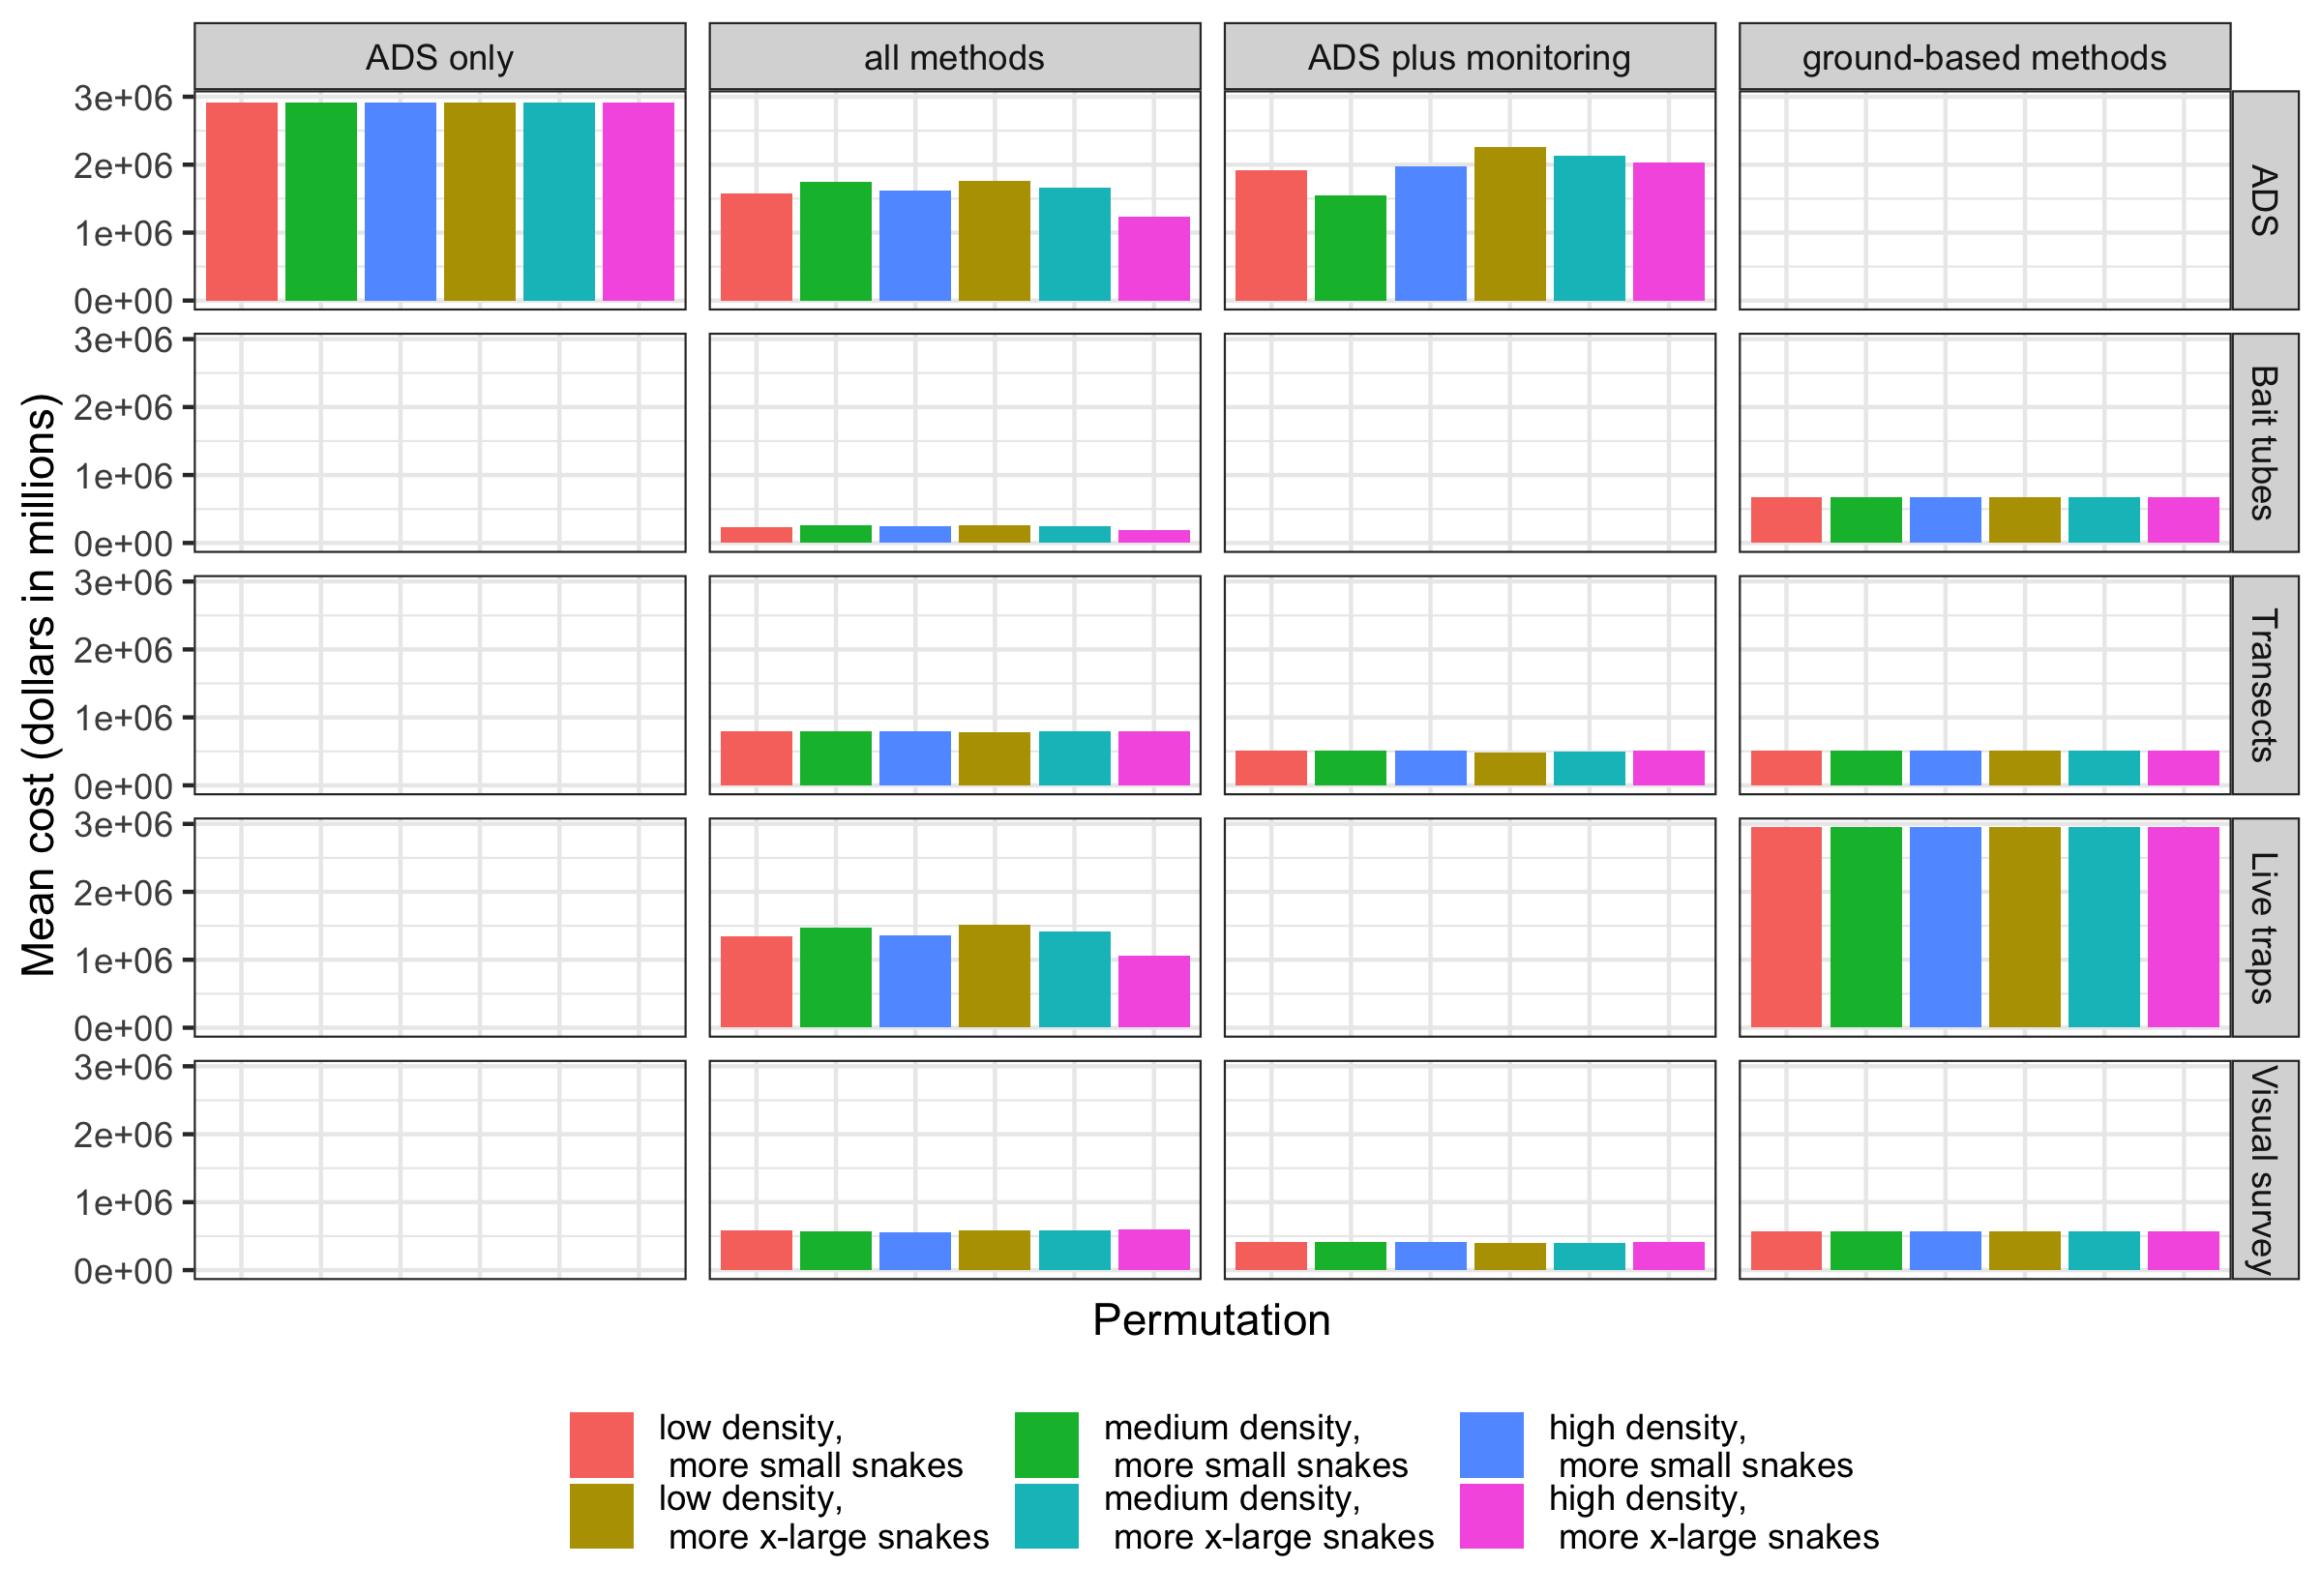 ADS only
all methods
ADS plus monitoring
ground-based methods
Mean cost (dollars in millions)
3e+06
2e+06
1e+06
0e+00
ADS
3e+06
2e+06
1e+06
0e+00
Bait tubes
3e+06
2e+06
1e+06
0e+00
Transects
3e+06
2e+06
1e+06
0e+00
Live traps
3e+06
2e+06
1e+06
0e+00
Visual survey
Permutation
low density,
more small snakes
medium density,
more small snakes
high density,
more small snakes
low density,
more x-large snakes
medium density,
more x-large snakes
high density,
more x-large snakes